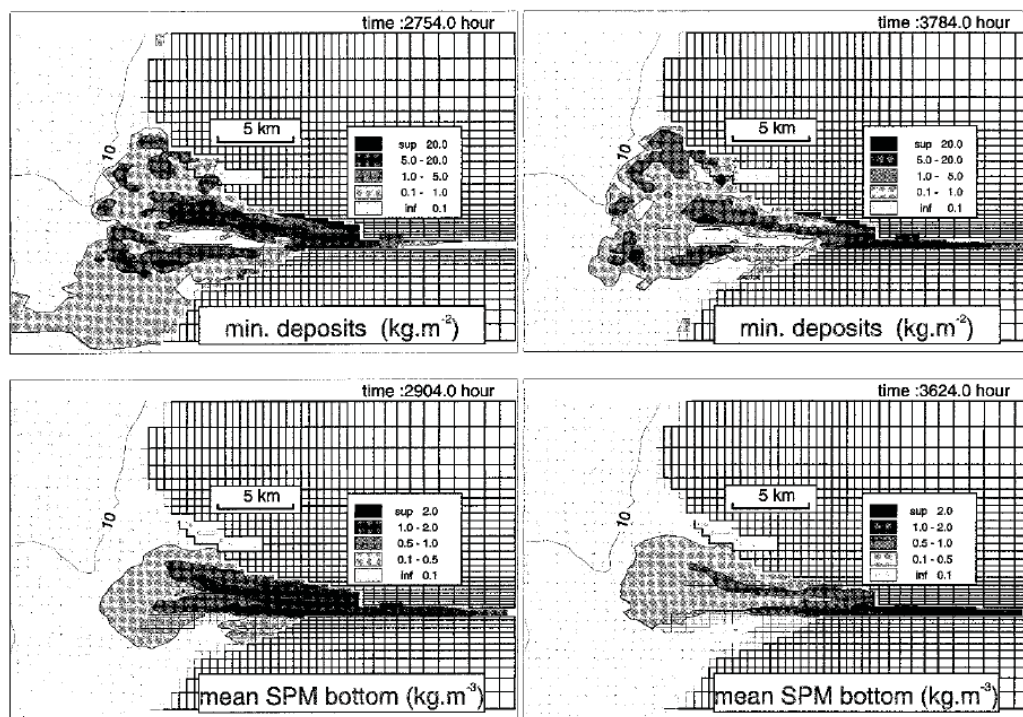 time :2754.0 hour
10
5 km
sup 20.0
5.0 - 20.0
1.0 - 5.0
0.1 - 1.0
inf 0.1
min. deposits (kg.m-2)
time :3784.0 hour
10
5 km
sup 20.0
5.0 - 20.0
1.0 - 5.0
0.1 - 1.0
inf 0.1
min. deposits (kg.m-2)
time :2904.0 hour
10
5 km
sup 2.0
1.0 - 2.0
0.5 - 1.0
0.1 - 0.5
inf 0.1
mean SPM bottom (kg.m-3)
time :3624.0 hour
10
5 km
sup 2.0
1.0 - 2.0
0.5 - 1.0
0.1 - 0.5
inf 0.1
mean SPM bottom (kg.m-3)